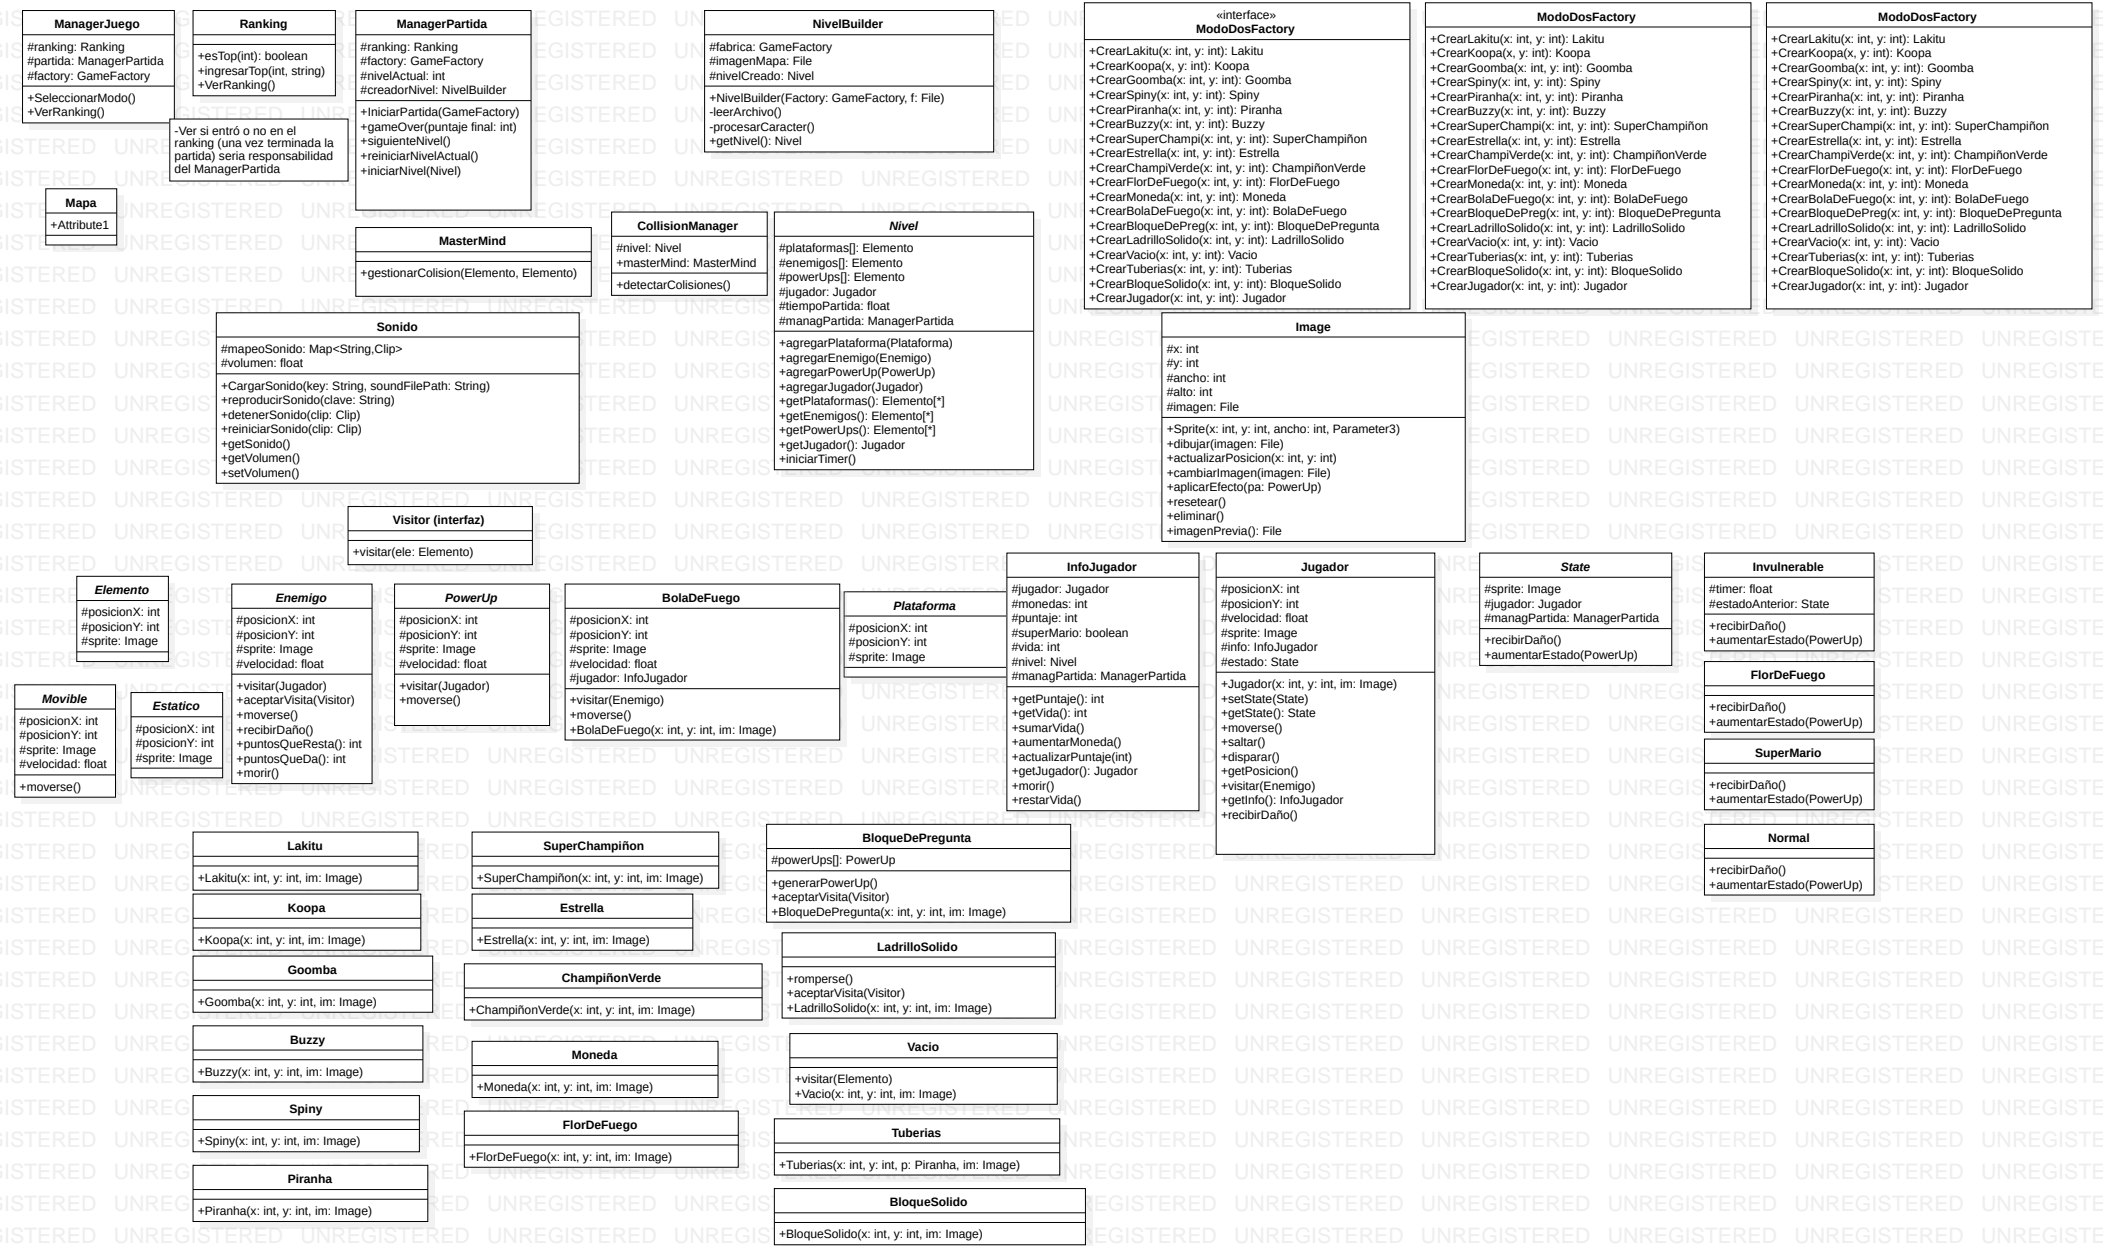 ManagerJuego
#ranking: Ranking
#partida: ManagerPartida
#factory: GameFactory
+SeleccionarModo()
+VerRanking()
Ranking
+esTop(int): boolean
+ingresarTop(int, string)
+VerRanking()
-Ver si entró o no en el
ranking (una vez terminada la
partida) seria responsabilidad
del ManagerPartida
ManagerPartida
#ranking: Ranking
#factory: GameFactory
#nivelActual: int
#creadorNivel: NivelBuilder
+IniciarPartida(GameFactory)
+gameOver(puntaje final: int)
+siguienteNivel()
+reiniciarNivelActual()
+iniciarNivel(Nivel)
NivelBuilder
#fabrica: GameFactory
#imagenMapa: File
#nivelCreado: Nivel
+NivelBuilder(Factory: GameFactory, f: File)
-leerArchivo()
-procesarCaracter()
+getNivel(): Nivel
«interface»
ModoDosFactory
+CrearLakitu(x: int, y: int): Lakitu
+CrearKoopa(x, y: int): Koopa
+CrearGoomba(x: int, y: int): Goomba
+CrearSpiny(x: int, y: int): Spiny
+CrearPiranha(x: int, y: int): Piranha
+CrearBuzzy(x: int, y: int): Buzzy
+CrearSuperChampi(x: int, y: int): SuperChampiñon
+CrearEstrella(x: int, y: int): Estrella
+CrearChampiVerde(x: int, y: int): ChampiñonVerde
+CrearFlorDeFuego(x: int, y: int): FlorDeFuego
+CrearMoneda(x: int, y: int): Moneda
+CrearBolaDeFuego(x: int, y: int): BolaDeFuego
+CrearBloqueDePreg(x: int, y: int): BloqueDePregunta
+CrearLadrilloSolido(x: int, y: int): LadrilloSolido
+CrearVacio(x: int, y: int): Vacio
+CrearTuberias(x: int, y: int): Tuberias
+CrearBloqueSolido(x: int, y: int): BloqueSolido
+CrearJugador(x: int, y: int): Jugador
ModoDosFactory
+CrearLakitu(x: int, y: int): Lakitu
+CrearKoopa(x, y: int): Koopa
+CrearGoomba(x: int, y: int): Goomba
+CrearSpiny(x: int, y: int): Spiny
+CrearPiranha(x: int, y: int): Piranha
+CrearBuzzy(x: int, y: int): Buzzy
+CrearSuperChampi(x: int, y: int): SuperChampiñon
+CrearEstrella(x: int, y: int): Estrella
+CrearChampiVerde(x: int, y: int): ChampiñonVerde
+CrearFlorDeFuego(x: int, y: int): FlorDeFuego
+CrearMoneda(x: int, y: int): Moneda
+CrearBolaDeFuego(x: int, y: int): BolaDeFuego
+CrearBloqueDePreg(x: int, y: int): BloqueDePregunta
+CrearLadrilloSolido(x: int, y: int): LadrilloSolido
+CrearVacio(x: int, y: int): Vacio
+CrearTuberias(x: int, y: int): Tuberias
+CrearBloqueSolido(x: int, y: int): BloqueSolido
+CrearJugador(x: int, y: int): Jugador
ModoDosFactory
+CrearLakitu(x: int, y: int): Lakitu
+CrearKoopa(x, y: int): Koopa
+CrearGoomba(x: int, y: int): Goomba
+CrearSpiny(x: int, y: int): Spiny
+CrearPiranha(x: int, y: int): Piranha
+CrearBuzzy(x: int, y: int): Buzzy
+CrearSuperChampi(x: int, y: int): SuperChampiñon
+CrearEstrella(x: int, y: int): Estrella
+CrearChampiVerde(x: int, y: int): ChampiñonVerde
+CrearFlorDeFuego(x: int, y: int): FlorDeFuego
+CrearMoneda(x: int, y: int): Moneda
+CrearBolaDeFuego(x: int, y: int): BolaDeFuego
+CrearBloqueDePreg(x: int, y: int): BloqueDePregunta
+CrearLadrilloSolido(x: int, y: int): LadrilloSolido
+CrearVacio(x: int, y: int): Vacio
+CrearTuberias(x: int, y: int): Tuberias
+CrearBloqueSolido(x: int, y: int): BloqueSolido
+CrearJugador(x: int, y: int): Jugador
Mapa
+Attribute1
MasterMind
+gestionarColision(Elemento, Elemento)
CollisionManager
#nivel: Nivel
+masterMind: MasterMind
+detectarColisiones()
Nivel
#plataformas[]: Elemento
#enemigos[]: Elemento
#powerUps[]: Elemento
#jugador: Jugador
#tiempoPartida: float
#managPartida: ManagerPartida
+agregarPlataforma(Plataforma)
+agregarEnemigo(Enemigo)
+agregarPowerUp(PowerUp)
+agregarJugador(Jugador)
+getPlataformas(): Elemento[*]
+getEnemigos(): Elemento[*]
+getPowerUps(): Elemento[*]
+getJugador(): Jugador
+iniciarTimer()
Sonido
#mapeoSonido: Map<String,Clip>
#volumen: float
+CargarSonido(key: String, soundFilePath: String)
+reproducirSonido(clave: String)
+detenerSonido(clip: Clip)
+reiniciarSonido(clip: Clip)
+getSonido()
+getVolumen()
+setVolumen()
Image
#x: int
#y: int
#ancho: int
#alto: int
#imagen: File
+Sprite(x: int, y: int, ancho: int, Parameter3)
+dibujar(imagen: File)
+actualizarPosicion(x: int, y: int)
+cambiarImagen(imagen: File)
+aplicarEfecto(pa: PowerUp)
+resetear()
+eliminar()
+imagenPrevia(): File
Visitor (interfaz)
+visitar(ele: Elemento)
Elemento
#posicionX: int
#posicionY: int
#sprite: Image
Movible
#posicionX: int
#posicionY: int
#sprite: Image
#velocidad: float
+moverse()
Estatico
#posicionX: int
#posicionY: int
#sprite: Image
Enemigo
#posicionX: int
#posicionY: int
#sprite: Image
#velocidad: float
+visitar(Jugador)
+aceptarVisita(Visitor)
+moverse()
+recibirDaño()
+puntosQueResta(): int
+puntosQueDa(): int
+morir()
PowerUp
#posicionX: int
#posicionY: int
#sprite: Image
#velocidad: float
+visitar(Jugador)
+moverse()
BolaDeFuego
#posicionX: int
#posicionY: int
#sprite: Image
#velocidad: float
#jugador: InfoJugador
+visitar(Enemigo)
+moverse()
+BolaDeFuego(x: int, y: int, im: Image)
Plataforma
#posicionX: int
#posicionY: int
#sprite: Image
InfoJugador
#jugador: Jugador
#monedas: int
#puntaje: int
#superMario: boolean
#vida: int
#nivel: Nivel
#managPartida: ManagerPartida
+getPuntaje(): int
+getVida(): int
+sumarVida()
+aumentarMoneda()
+actualizarPuntaje(int)
+getJugador(): Jugador
+morir()
+restarVida()
Jugador
#posicionX: int
#posicionY: int
#velocidad: float
#sprite: Image
#info: InfoJugador
#estado: State
+Jugador(x: int, y: int, im: Image)
+setState(State)
+getState(): State
+moverse()
+saltar()
+disparar()
+getPosicion()
+visitar(Enemigo)
+getInfo(): InfoJugador
+recibirDaño()
State
#sprite: Image
#jugador: Jugador
#managPartida: ManagerPartida
+recibirDaño()
+aumentarEstado(PowerUp)
Invulnerable
#timer: float
#estadoAnterior: State
+recibirDaño()
+aumentarEstado(PowerUp)
FlorDeFuego
+recibirDaño()
+aumentarEstado(PowerUp)
SuperMario
+recibirDaño()
+aumentarEstado(PowerUp)
Normal
+recibirDaño()
+aumentarEstado(PowerUp)
Lakitu
+Lakitu(x: int, y: int, im: Image)
Koopa
+Koopa(x: int, y: int, im: Image)
Goomba
+Goomba(x: int, y: int, im: Image)
Buzzy
+Buzzy(x: int, y: int, im: Image)
Spiny
+Spiny(x: int, y: int, im: Image)
Piranha
+Piranha(x: int, y: int, im: Image)
SuperChampiñon
+SuperChampiñon(x: int, y: int, im: Image)
Estrella
+Estrella(x: int, y: int, im: Image)
ChampiñonVerde
+ChampiñonVerde(x: int, y: int, im: Image)
Moneda
+Moneda(x: int, y: int, im: Image)
FlorDeFuego
+FlorDeFuego(x: int, y: int, im: Image)
BloqueDePregunta
#powerUps[]: PowerUp
+generarPowerUp()
+aceptarVisita(Visitor)
+BloqueDePregunta(x: int, y: int, im: Image)
LadrilloSolido
+romperse()
+aceptarVisita(Visitor)
+LadrilloSolido(x: int, y: int, im: Image)
Vacio
+visitar(Elemento)
+Vacio(x: int, y: int, im: Image)
Tuberias
+Tuberias(x: int, y: int, p: Piranha, im: Image)
BloqueSolido
+BloqueSolido(x: int, y: int, im: Image)